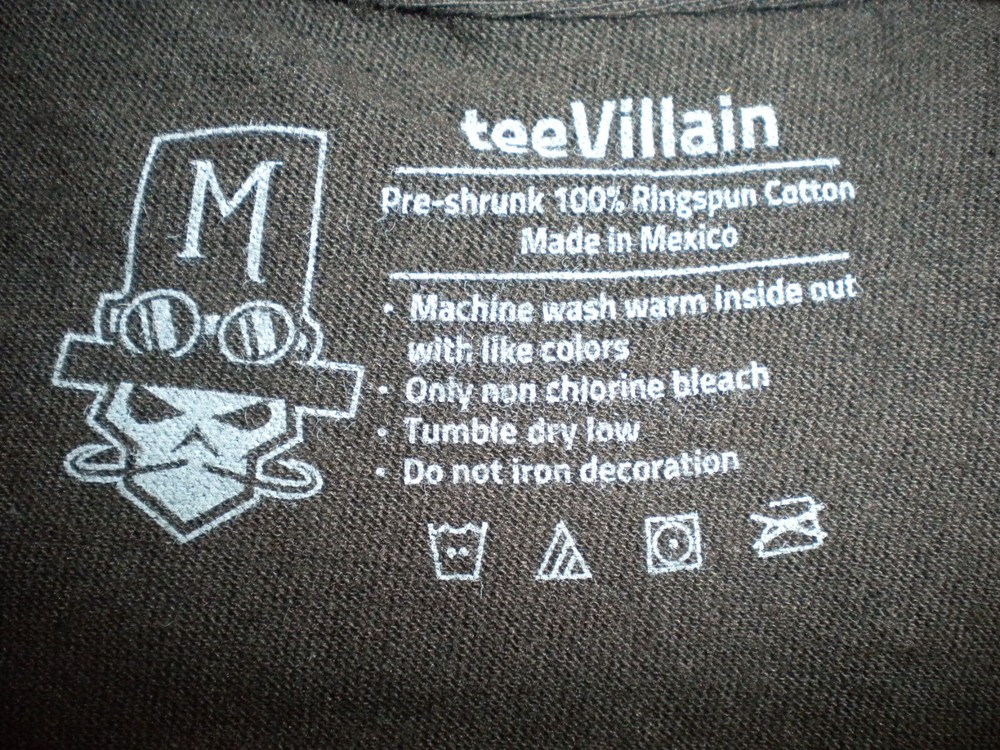 M
teeVillain
Pre-shrunk 100% Ringspun Cotton
Made in Mexico
• Machine wash warm inside out
with like colors
• Only non chlorine bleach
• Tumble dry low
• Do not iron decoration